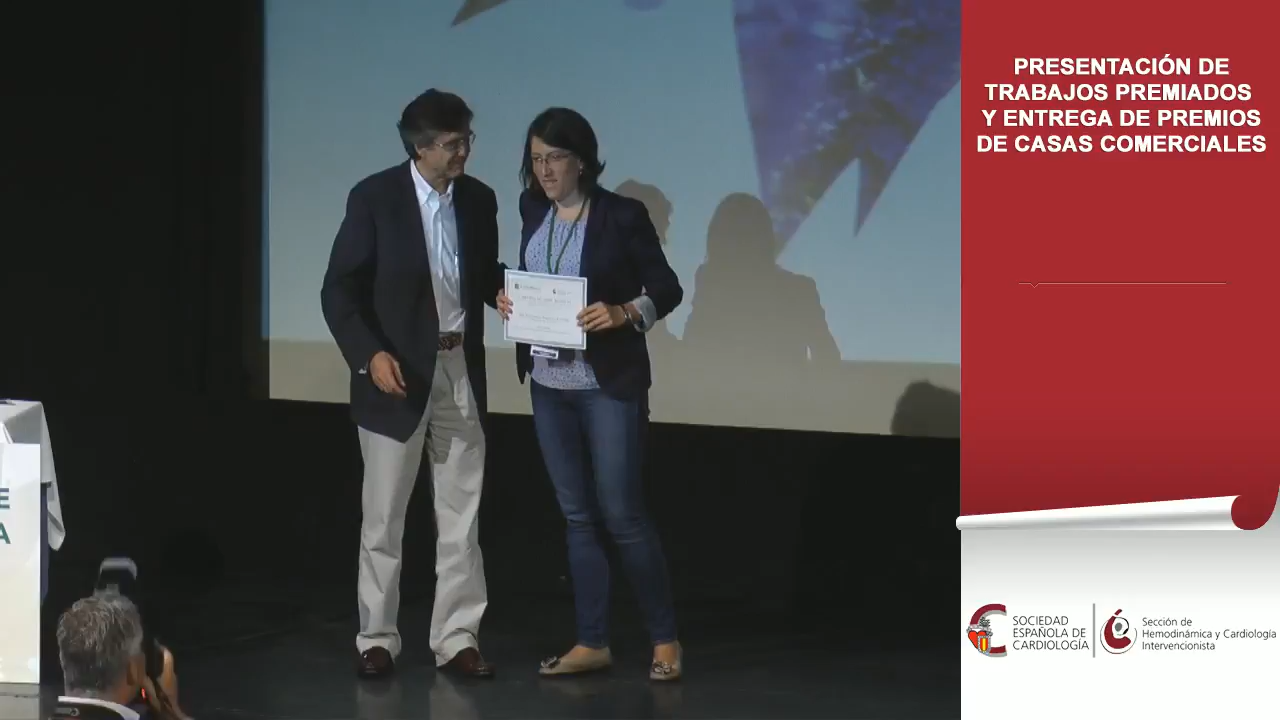 PRESENTACIÓN DE
TRABAJOS PREMIADOS
Y ENTREGA DE PREMIOS
DE CASAS COMERCIALES
E
A
SOCIEDAD
ESPAÑOLA DE
CARDIOLOGÍA
Sección de
Hemodinámica y Cardiología
Intervencionista